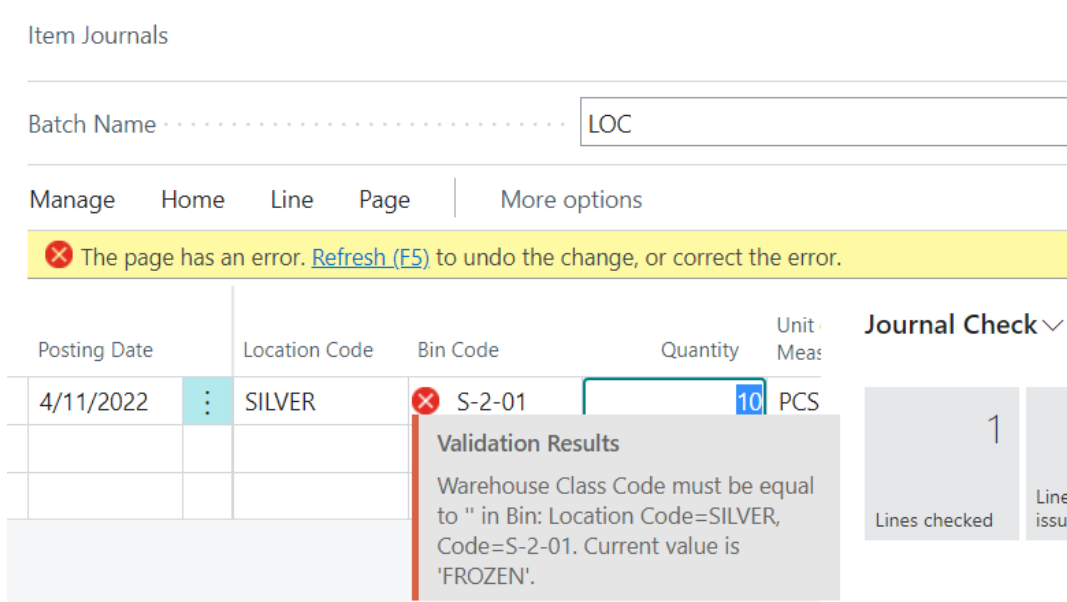 Item Journals
Batch Name LOC
Manage Home Line Page More options
The page has an error. Refresh (F5) to undo the change, or correct the error.
Journal Check
Posting Date Location Code Bin Code Quantity Unit
4/11/2022 SILVER S-2-01 10 PCS
Validation Results
Warehouse Class Code must be equal
to '' in Bin: Location Code=SILVER,
Code=S-2-01. Current value is
'FROZEN'.
1
Lines checked